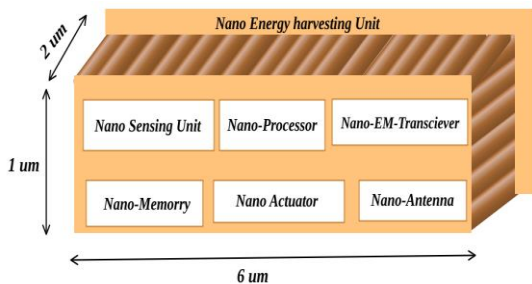 Nano Energy harvesting Unit
2 um
Nano Sensing Unit
Nano-Processor
Nano-EM-Transciever
1 um
Nano-Memorry
Nano Actuator
Nano-Antenna
6 um